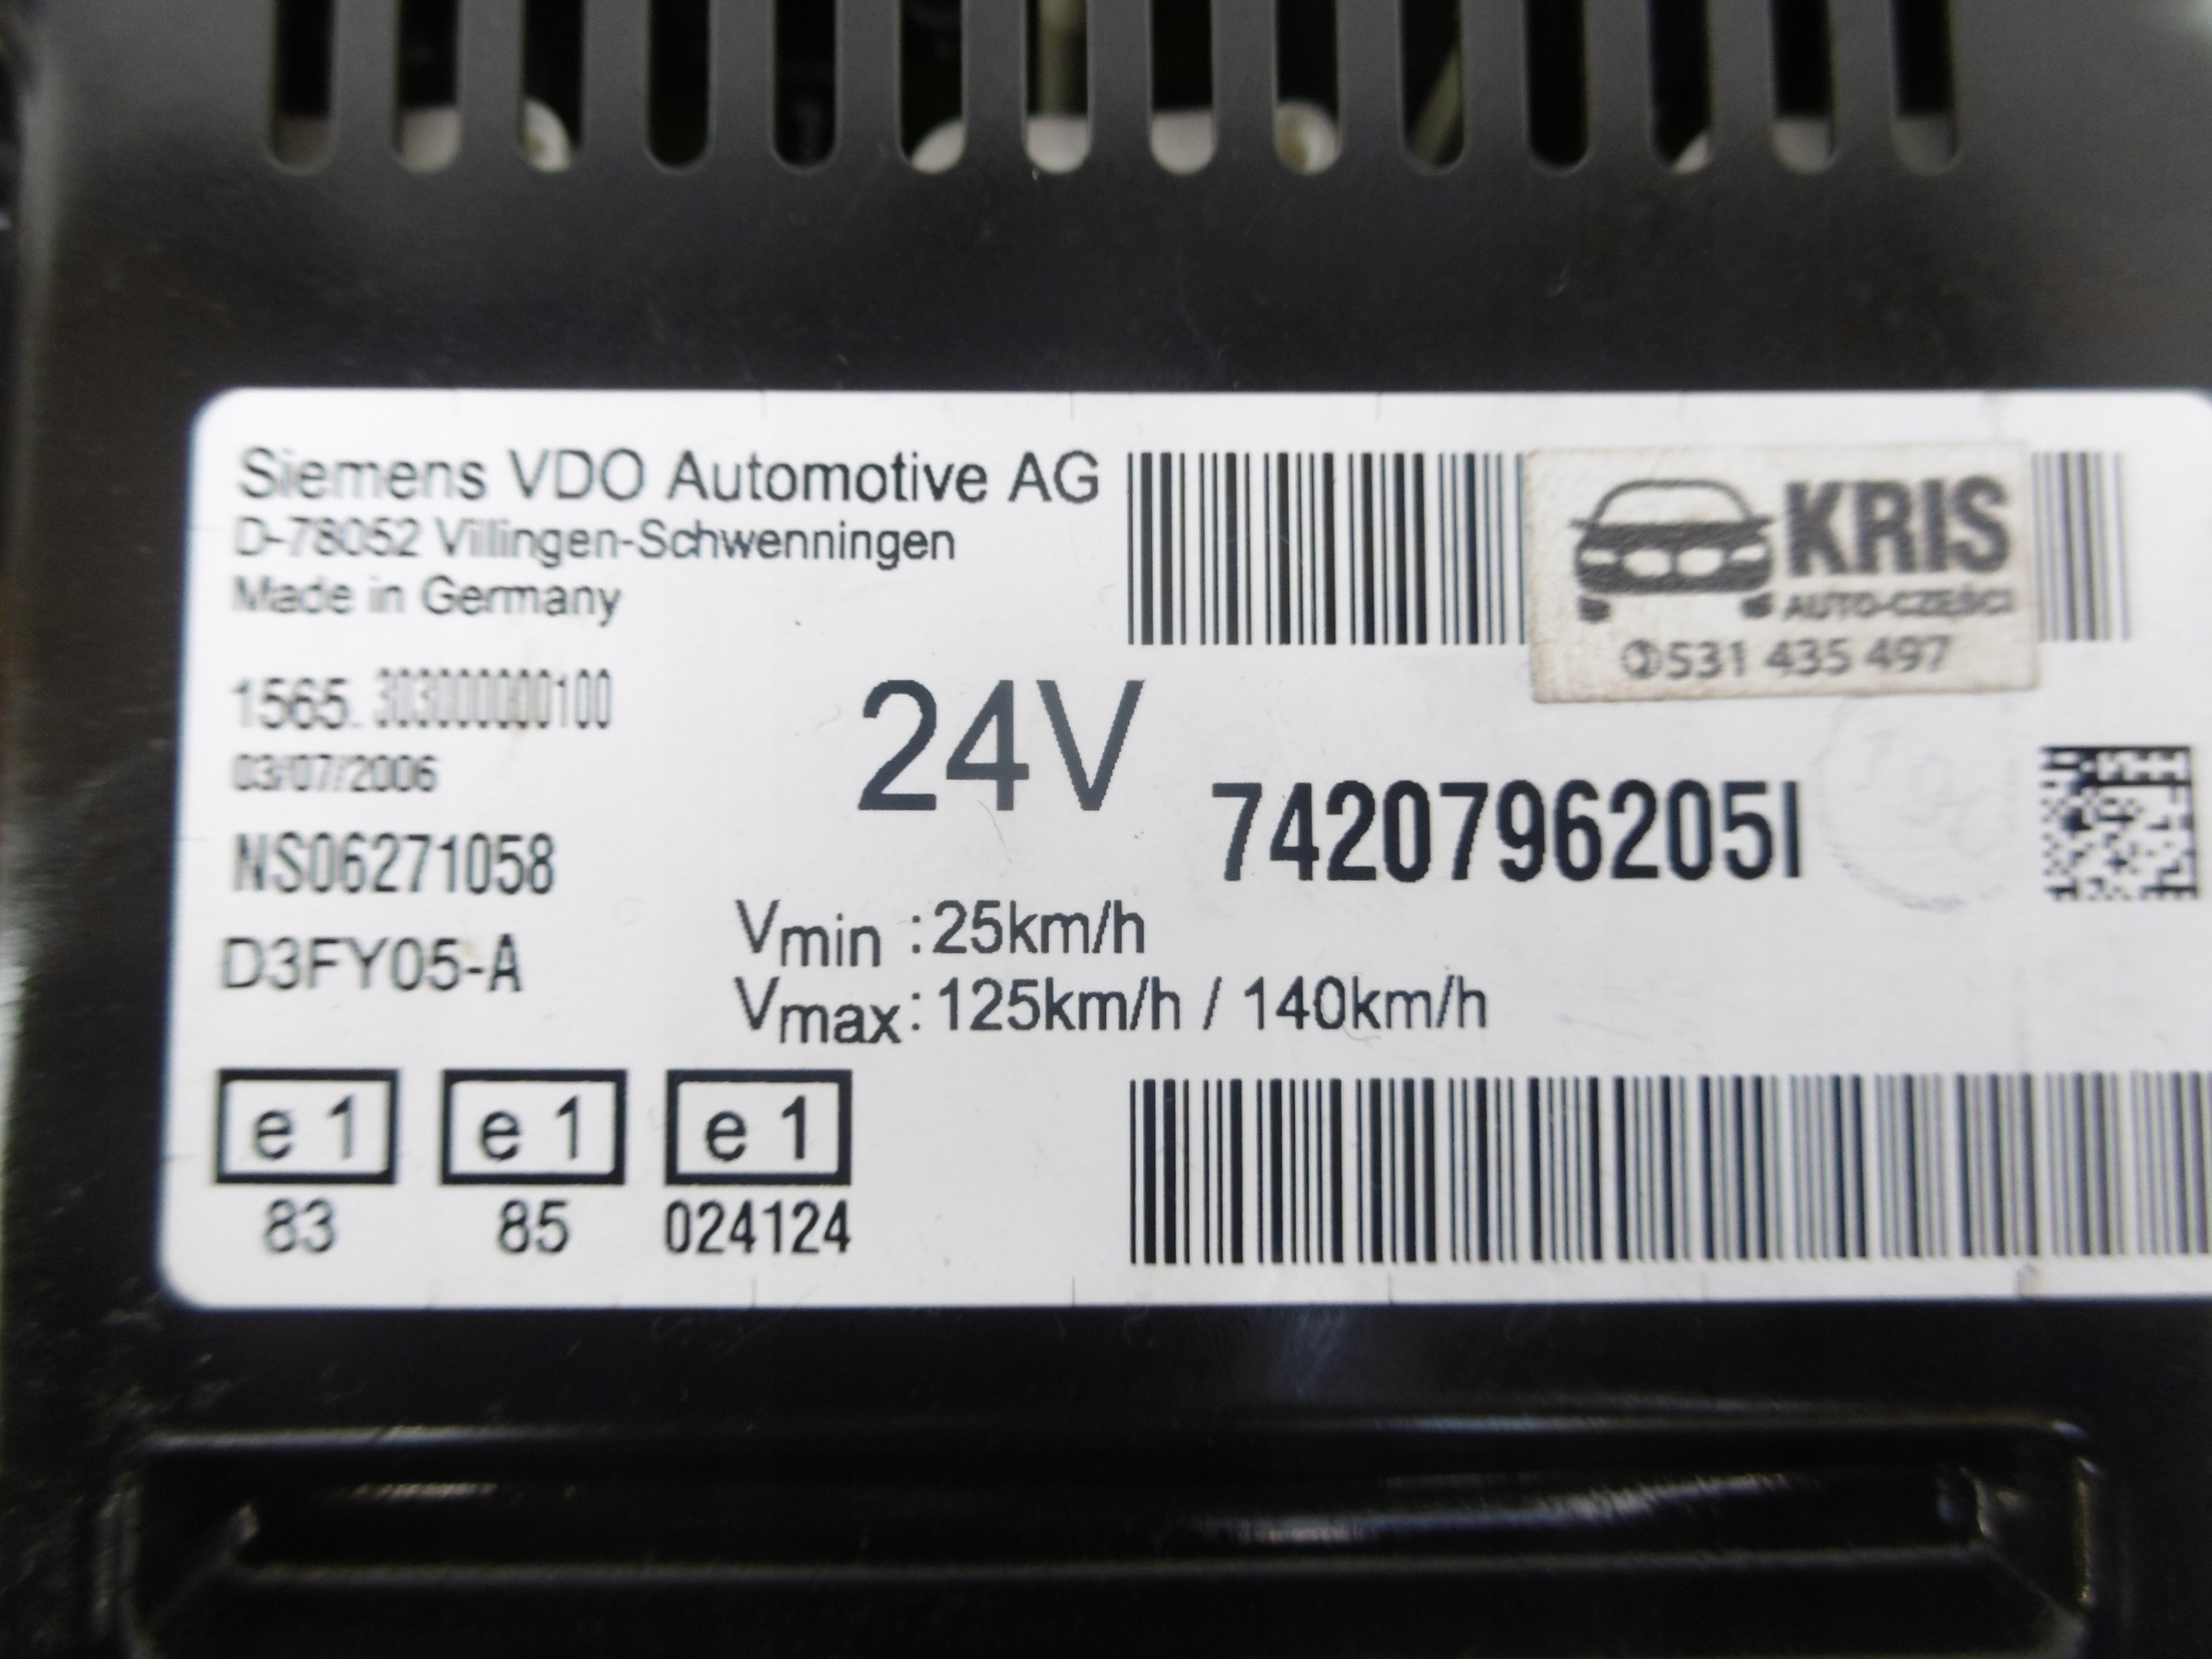 Siemens VDO Automotive AG
D-78052 Villingen-Schwenningen
Made in Germany
KRIS
AUTO-CZĘŚCI
531 435 497
1565. 303000000100
03/07/2006
24V
7420796205I
NS06271058
D3FY05-A
Vmin : 25km/h
Vmax: 125km/h / 140km/h
e 1 e 1 e 1
83 85 024124